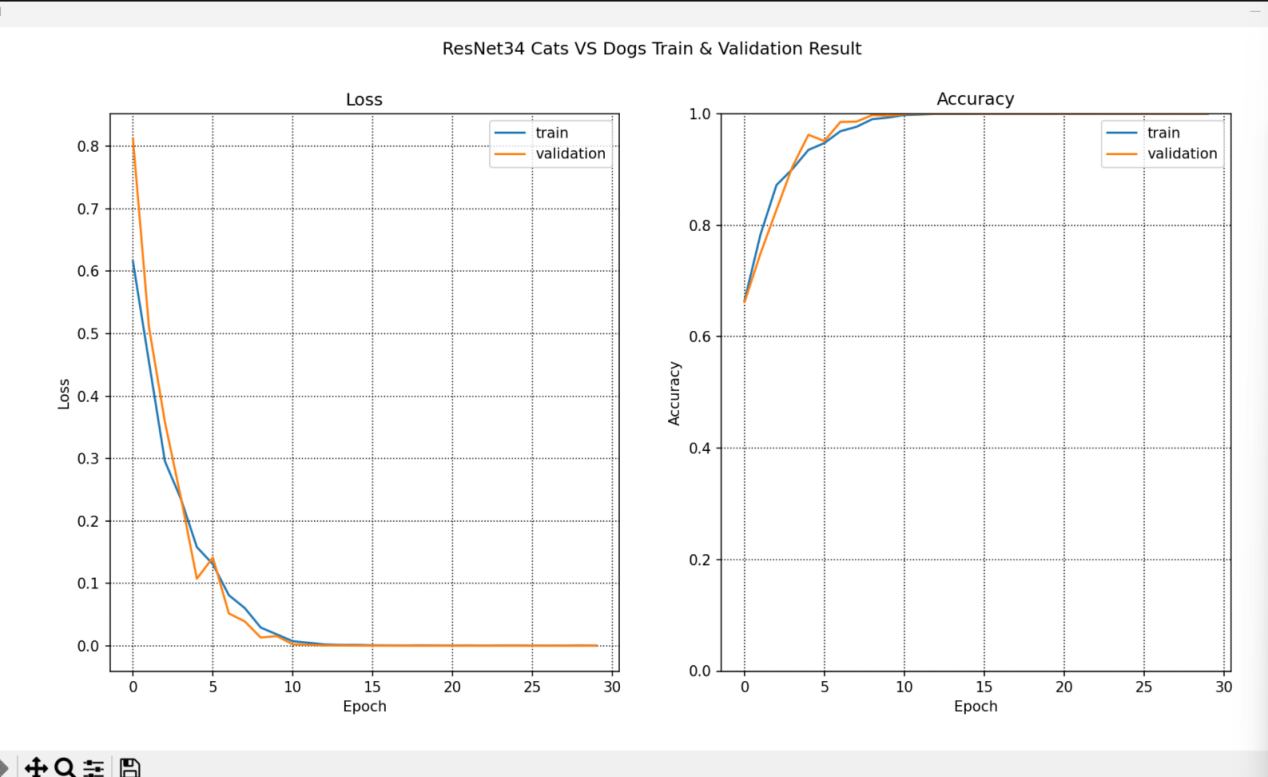 ResNet34 Cats VS Dogs Train & Validation Result
Loss
train
validation
0.8
0.7
0.6
0.5
0.4
0.3
0.2
0.1
0.0
Loss
0 5 10 15 20 25 30
Epoch
Accuracy
train
validation
1.0
0.8
0.6
0.4
0.2
0.0
Accuracy
0 5 10 15 20 25 30
Epoch